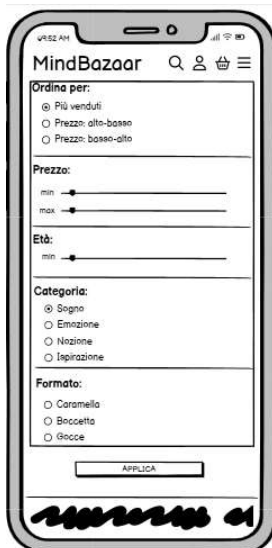 09:52 AM
MindBazaar
Ordina per:
Più venduti
Prezzo: alto-basso
Prezzo: basso-alto
Prezzo:
min
max
Età:
min
Categoria:
Sogno
Emozione
Nozione
Ispirazione
Formato:
Caramella
Boccetta
Gocce
APPLICA